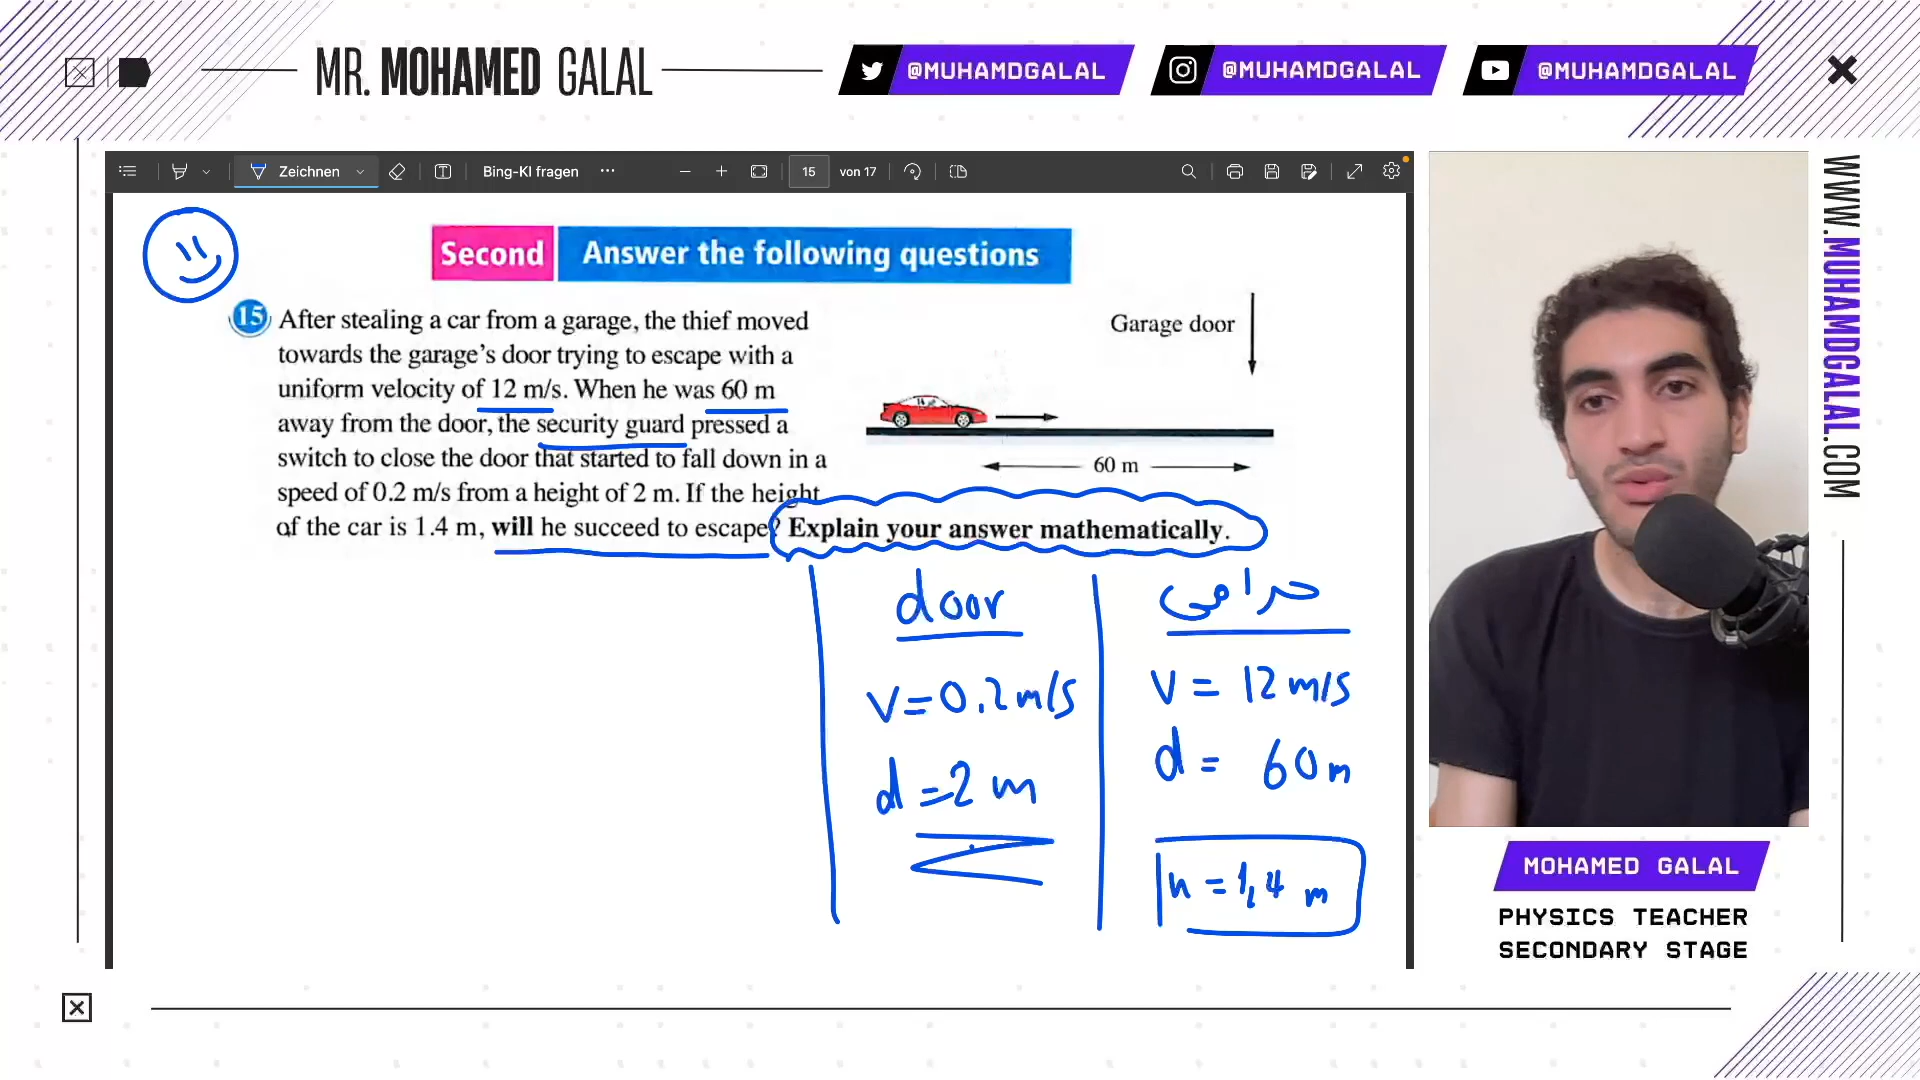 MR. MOHAMED GALAL
@MUHAMDGALAL
@MUHAMDGALAL
@MUHAMDGALAL
WWW.MUHAMDGALAL.COM
Zeichnen
Bing-KI fragen
15
von 17
Second
Answer the following questions
15 After stealing a car from a garage, the thief moved
towards the garage's door trying to escape with a
uniform velocity of 12 m/s. When he was 60 m
away from the door, the security guard pressed a
switch to close the door that started to fall down in a
speed of 0.2 m/s from a height of 2 m. If the height
of the car is 1.4 m, will he succeed to escape? Explain your answer mathematically.
Garage door
60 m
door
V=0.2m/s
d=2 m
حرامى
V = 12m/s
d = 60m
h = 1,4 m
MOHAMED GALAL
PHYSICS TEACHER
SECONDARY STAGE